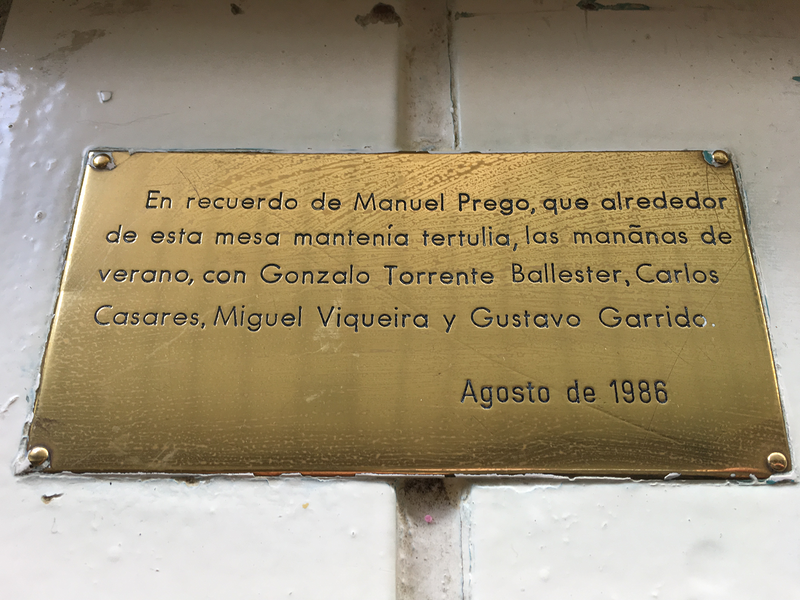 En recuerdo de Manuel Prego, que alrededor
de esta mesa mantenía tertulia, las manãnas de
verano, con Gonzalo Torrente Ballester, Carlos
Casares, Miguel Viqueira y Gustavo Garrido.
Agosto de 1986